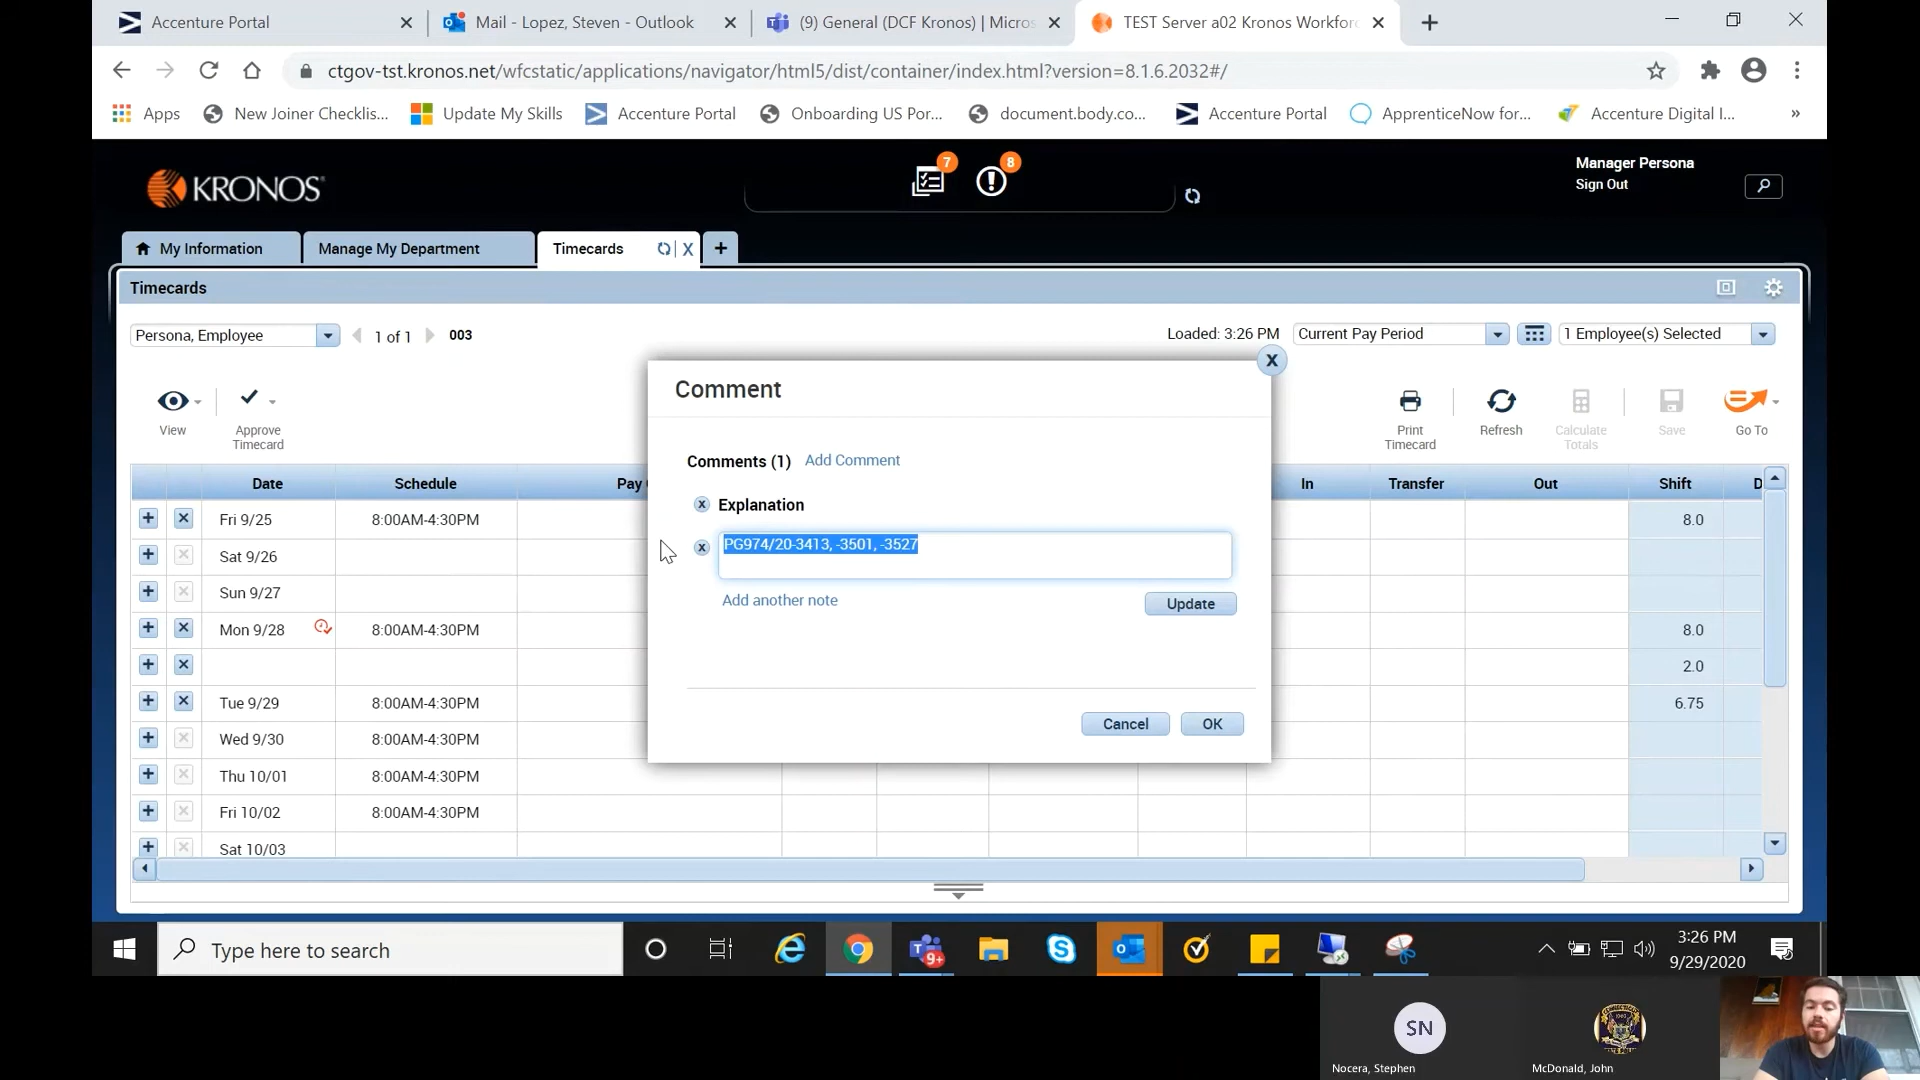 Accenture Portal
Mail - Lopez, Steven - Outlook
(9) General (DCF Kronos) | Micros
TEST Server a02 Kronos Workforc
ctgov-tst.kronos.net/wfcstatic/applications/navigator/html5/dist/container/index.html?version=8.1.6.2032#/
Apps
New Joiner Checklis...
Update My Skills
Accenture Portal
Onboarding US Por...
document.body.co...
Accenture Portal
ApprenticeNow for...
Accenture Digital I...
»
KRONOS
7
8
Manager Persona
Sign Out
My Information
Manage My Department
Timecards
X
+
Timecards
Persona, Employee
1 of 1
003
Loaded: 3:26 PM
Current Pay Period
1 Employee(s) Selected
View
Approve
Timecard
Print
Timecard
Refresh
Calculate
Totals
Save
Go To
Date
Schedule
Pay
In
Transfer
Out
Shift
D
Fri 9/25
8:00AM-4:30PM
8.0
Sat 9/26
Sun 9/27
Mon 9/28
8:00AM-4:30PM
8.0
2.0
Tue 9/29
8:00AM-4:30PM
6.75
Wed 9/30
8:00AM-4:30PM
Thu 10/01
8:00AM-4:30PM
Fri 10/02
8:00AM-4:30PM
Sat 10/03
X
Comment
Comments (1)
Add Comment
Explanation
PG974/20-3413, -3501, -3527
Add another note
Update
Cancel
OK
Type here to search
9+
3:26 PM
9/29/2020
SN
Nocera, Stephen
McDonald, John